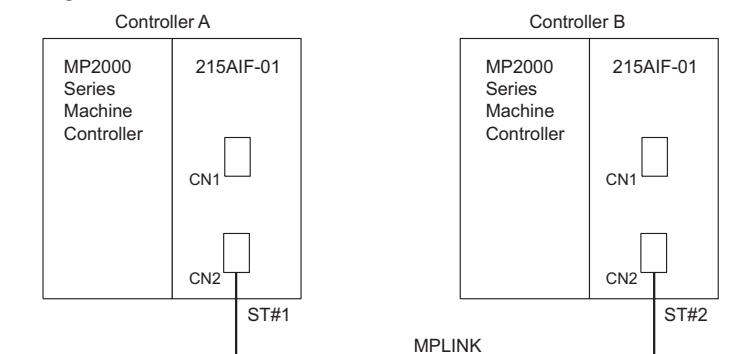 Controller A
Controller B
MP2000
Series
Machine
Controller
215AIF-01
CN1
CN2
ST#1
MP2000
Series
Machine
Controller
215AIF-01
CN1
CN2
ST#2
MPLINK